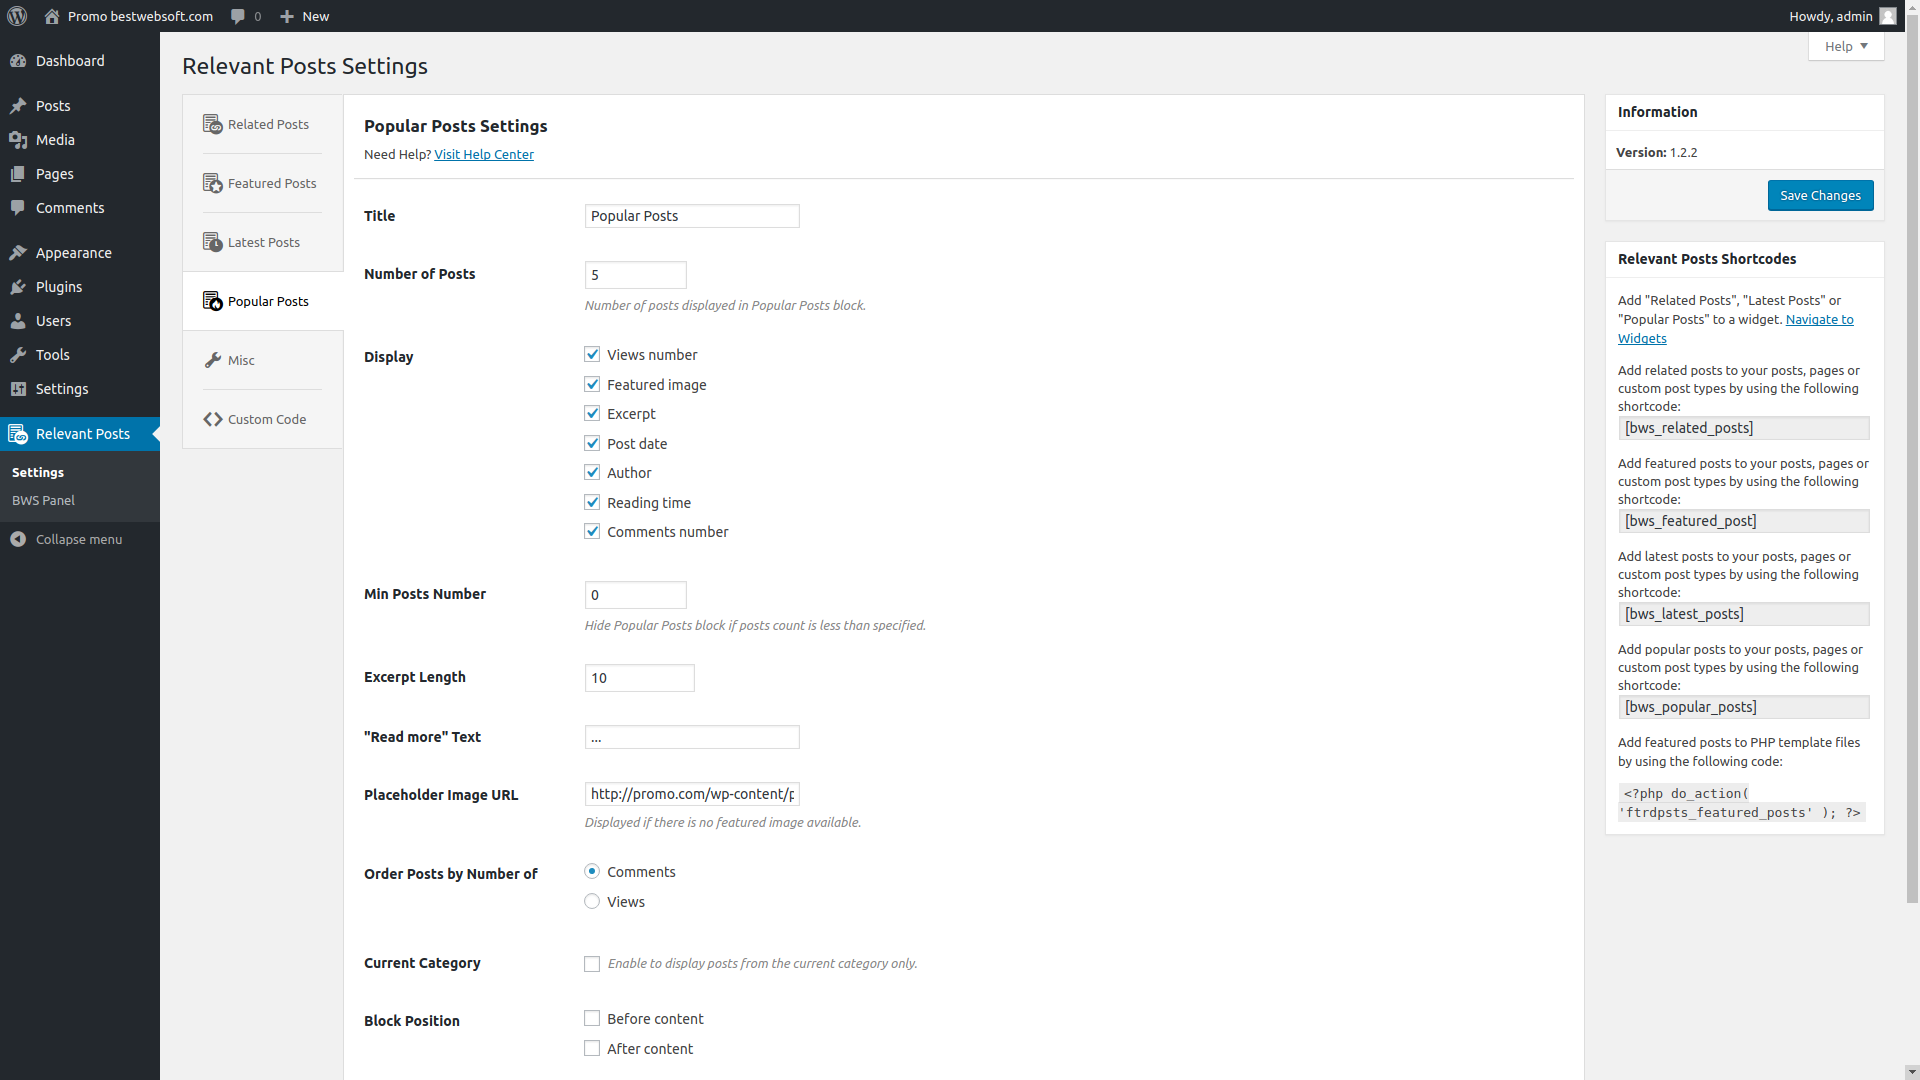 Promo bestwebsoft.com
0
New
Howdy, admin
Dashboard
Posts
Media
Pages
Comments
Appearance
Plugins
Users
Tools
Settings
Relevant Posts
Settings
BWS Panel
Collapse menu
Help
Relevant Posts Settings
Related Posts
Featured Posts
Latest Posts
Popular Posts
Misc
Custom Code
Popular Posts Settings
Need Help? Visit Help Center
Title
Popular Posts
Number of Posts
5
Number of posts displayed in Popular Posts block.
Display
Views number
Featured image
Excerpt
Post date
Author
Reading time
Comments number
Min Posts Number
0
Hide Popular Posts block if posts count is less than specified.
Excerpt Length
10
"Read more" Text
...
Placeholder Image URL
http://promo.com/wp-content/p
Displayed if there is no featured image available.
Order Posts by Number of
Comments
Views
Current Category
Enable to display posts from the current category only.
Block Position
Before content
After content
Information
Version: 1.2.2
Save Changes
Relevant Posts Shortcodes
Add "Related Posts", "Latest Posts" or
"Popular Posts" to a widget. Navigate to
Widgets
Add related posts to your posts, pages or
custom post types by using the following
shortcode:
[bws_related_posts]
Add featured posts to your posts, pages or
custom post types by using the following
shortcode:
[bws_featured_post]
Add latest posts to your posts, pages or
custom post types by using the following
shortcode:
[bws_latest_posts]
Add popular posts to your posts, pages or
custom post types by using the following
shortcode:
[bws_popular_posts]
Add featured posts to PHP template files
by using the following code:
<?php do_action(
'ftrdpsts_featured_posts' ); ?>